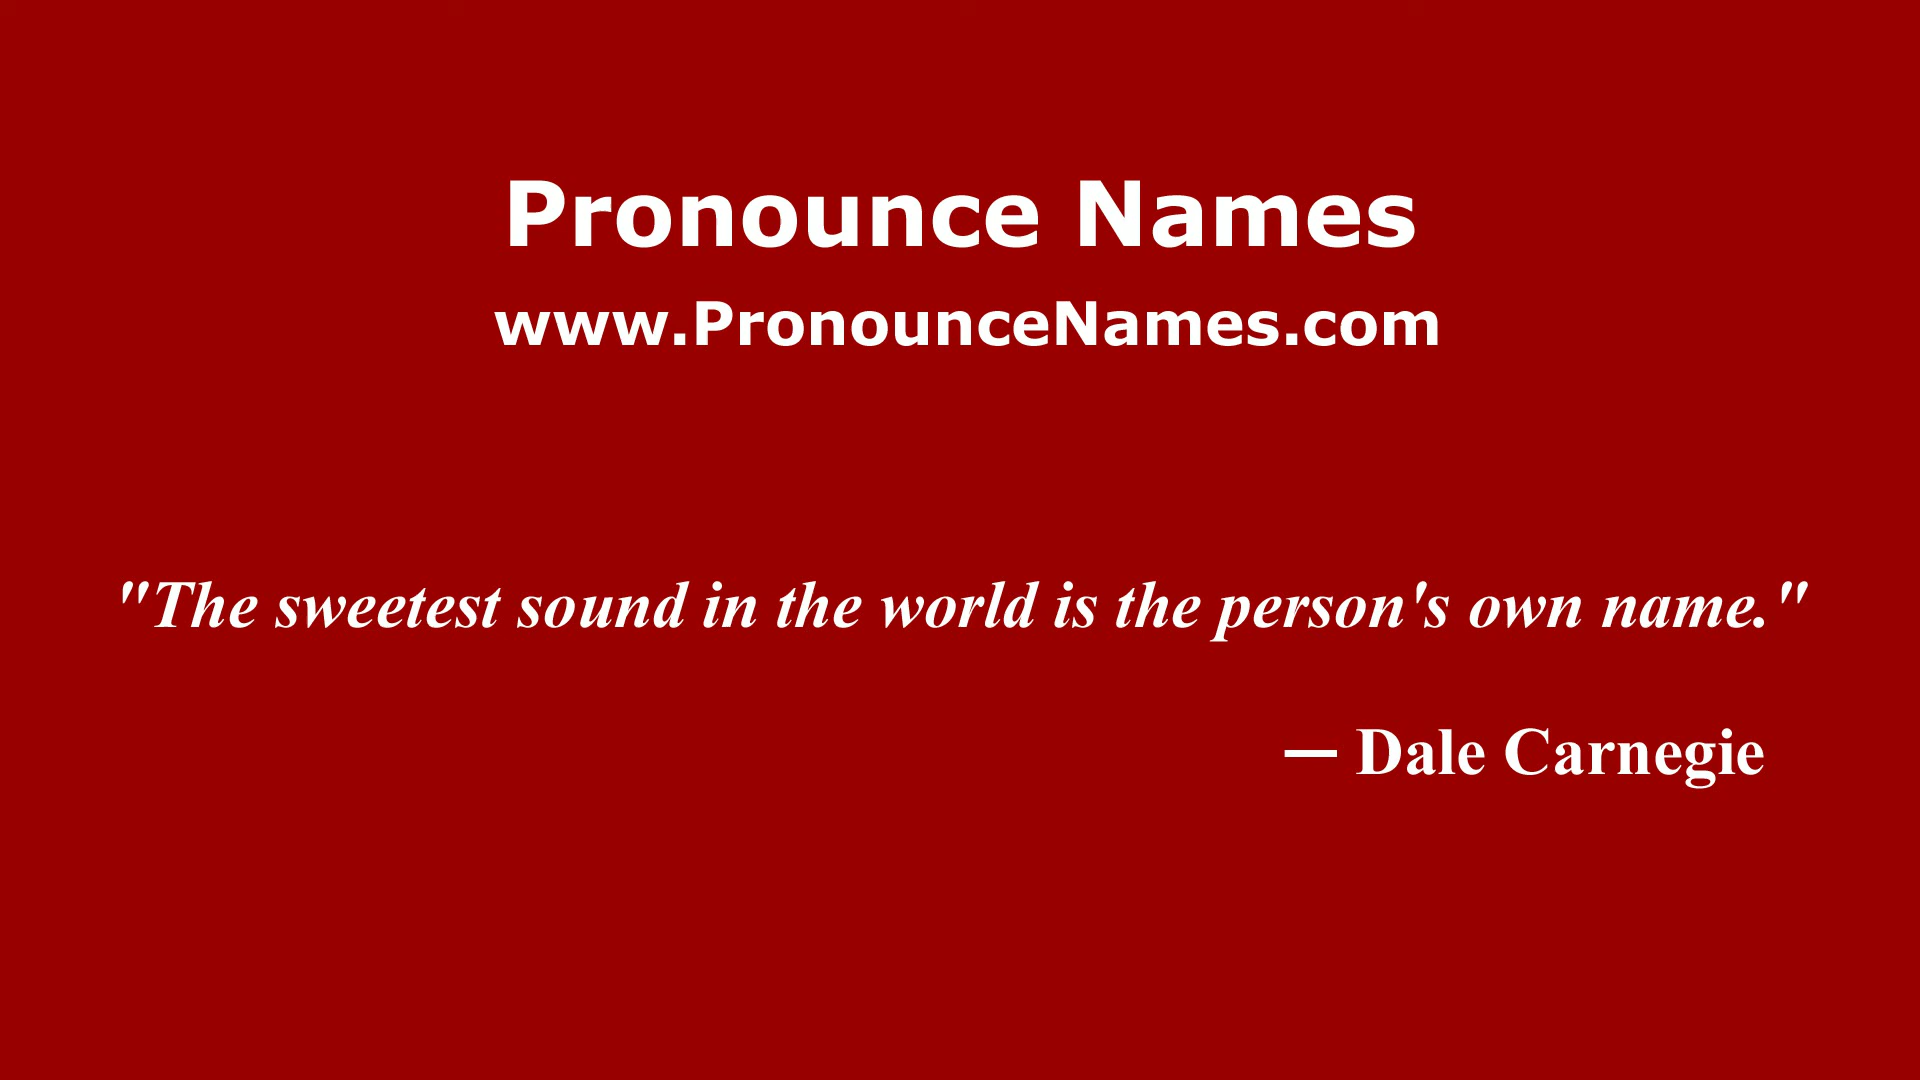 Pronounce Names
www.PronounceNames.com
"The sweetest sound in the world is the person's own name."
— Dale Carnegie